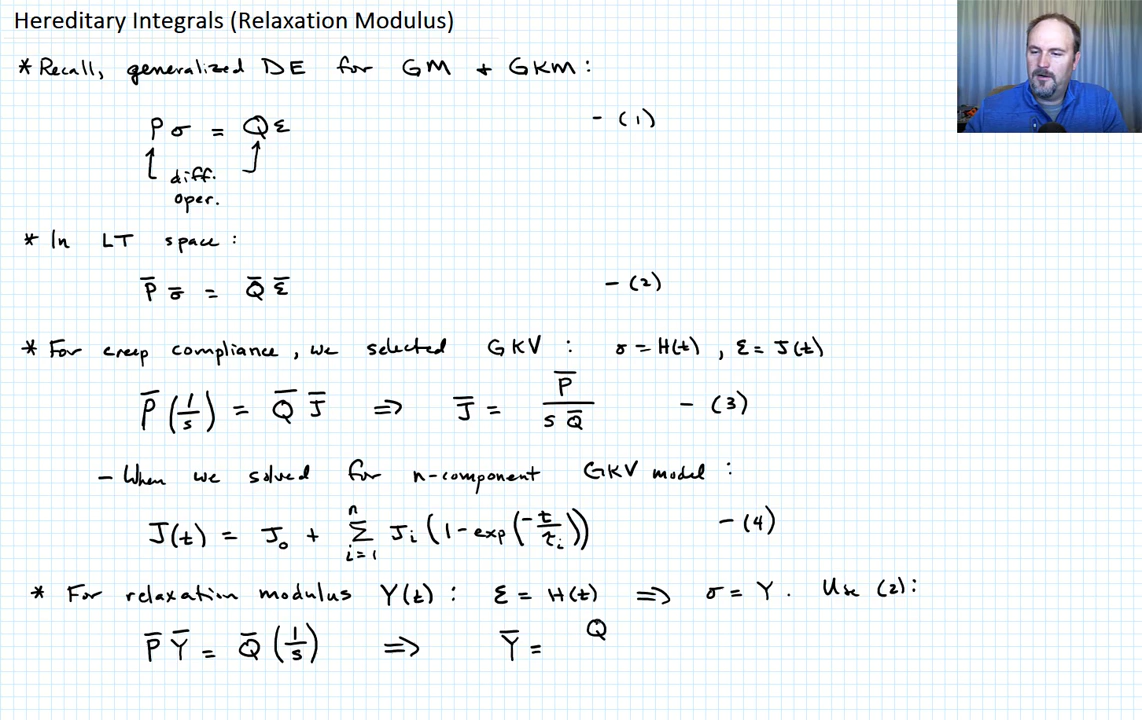 Hereditary Integrals (Relaxation Modulus)
* Recall, generalized DE for GM + GKM : 
Pσ = Qε - (1)
diff.
oper.
* In LT space :
P̅ σ̅ = Q̅ ε̅ - (2)
* For creep compliance, we selected GKV : σ = H(t) , ε = J(t)
P̅ (1/s) = Q̅ J̅ ⇒ J̅ = P̅ / (s Q̅) - (3)
- When we solved for n-component GKV model :
J(t) = J₀ + Σ_{i=1}^{n} Jᵢ (1 - exp(-t/τᵢ)) - (4)
* For relaxation modulus Y(t) : ε = H(t) ⇒ σ = Y. Use (2) :
P̅ Y̅ = Q̅ (1/s) ⇒ Y̅ = Q